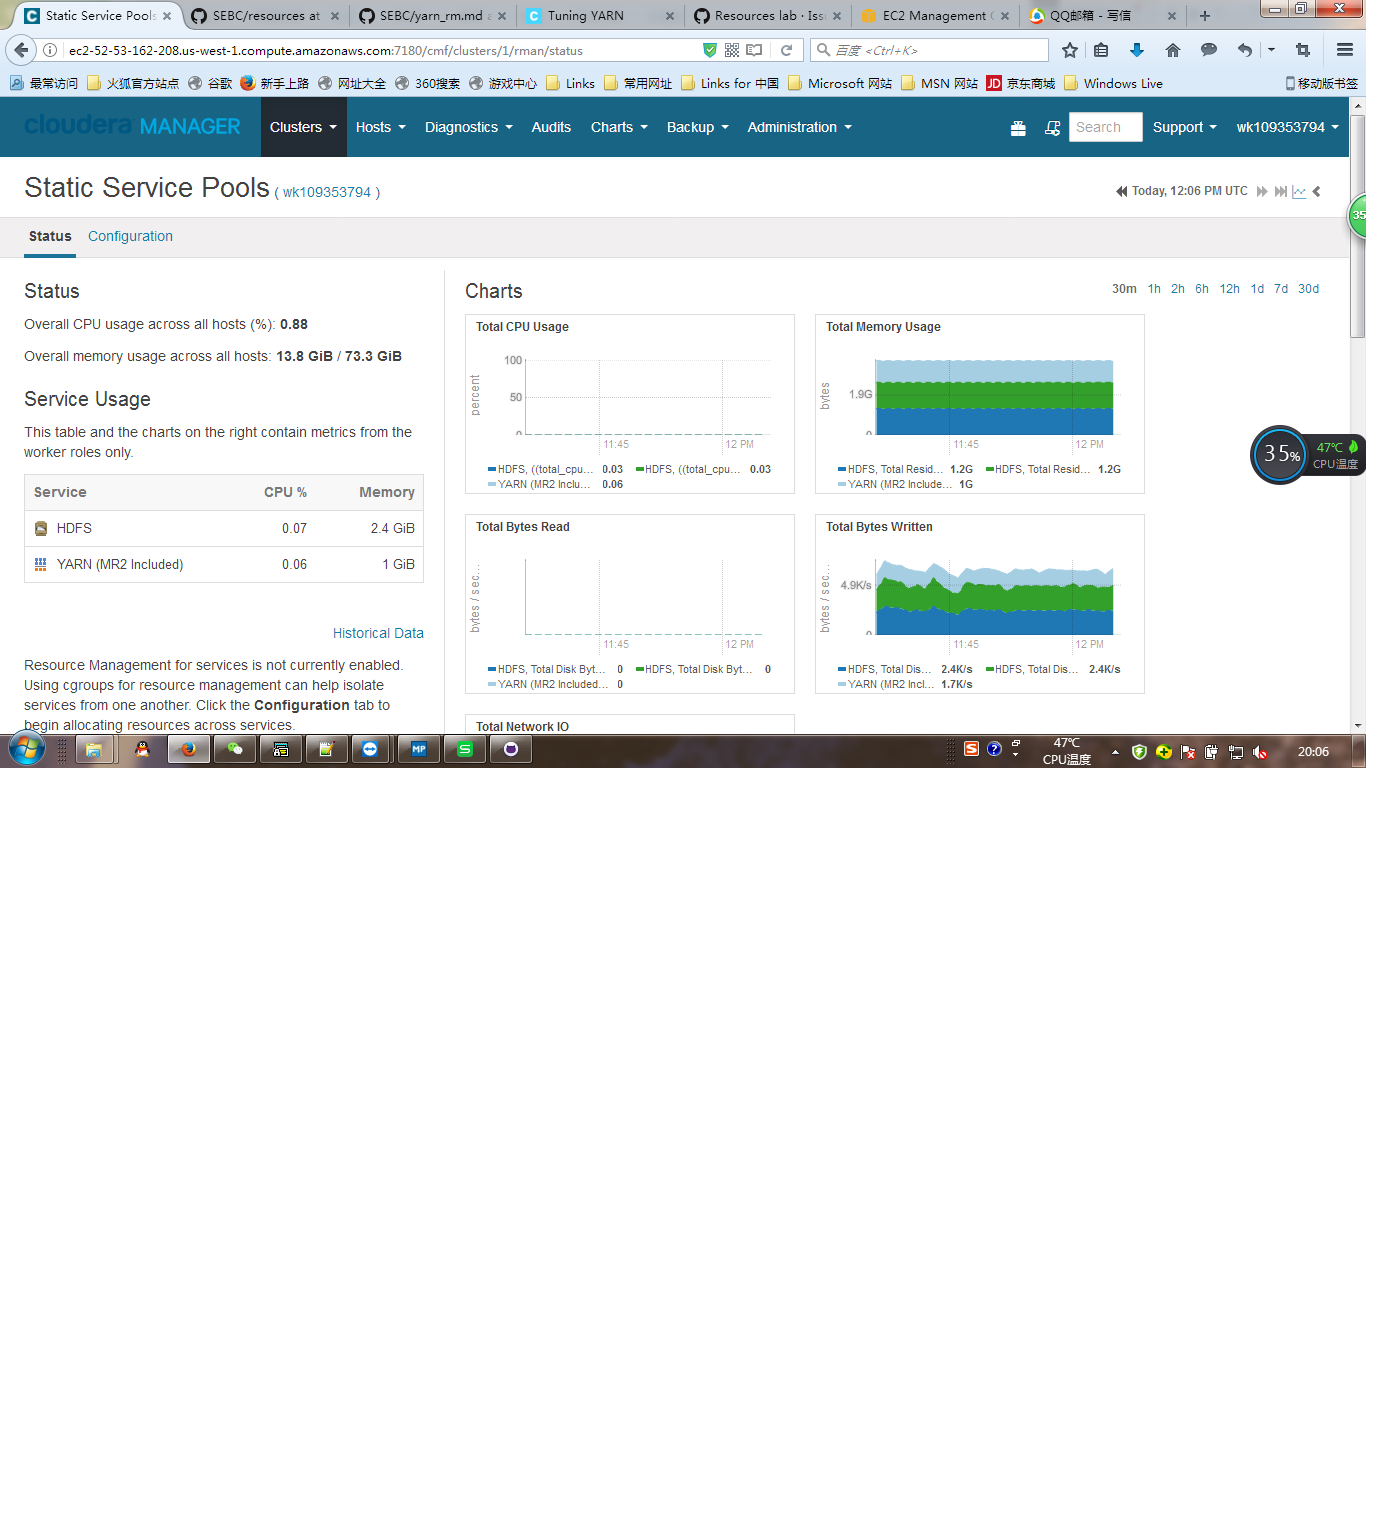 Static Service Pools
SEBC/resources at
SEBC/yarn_rm.md a
Tuning YARN
Resources lab · Iss
EC2 Management C
QQ邮箱 - 写信
ec2-52-53-162-208.us-west-1.compute.amazonaws.com:7180/cmf/clusters/1/rman/status
百度 <Ctrl+K>
最常访问 火狐官方站点 谷歌 新手上路 网址大全 360搜索 游戏中心 Links 常用网址 Links for 中国 Microsoft 网站 MSN 网站 JD 京东商城 Windows Live 移动版书签
cloudera MANAGER Clusters Hosts Diagnostics Audits Charts Backup Administration Search Support wk109353794
Static Service Pools ( wk109353794 )
Today, 12:06 PM UTC
35
Status Configuration
Status
Overall CPU usage across all hosts (%): 0.88
Overall memory usage across all hosts: 13.8 GiB / 73.3 GiB
Service Usage
This table and the charts on the right contain metrics from the
worker roles only.
Service CPU % Memory
HDFS 0.07 2.4 GiB
YARN (MR2 Included) 0.06 1 GiB
Historical Data
Resource Management for services is not currently enabled.
Using cgroups for resource management can help isolate
services from one another. Click the Configuration tab to
begin allocating resources across services.
Charts
30m 1h 2h 6h 12h 1d 7d 30d
Total CPU Usage
percent
100
50
0
11:45 12 PM
HDFS, ((total_cpu... 0.03 HDFS, ((total_cpu... 0.03
YARN (MR2 Inclu... 0.06
Total Memory Usage
bytes
1.9G
0
11:45 12 PM
HDFS, Total Resid... 1.2G HDFS, Total Resid... 1.2G
YARN (MR2 Include... 1G
35% 47℃
CPU温度
Total Bytes Read
bytes / sec...
11:45 12 PM
HDFS, Total Disk Byt... 0 HDFS, Total Disk Byt... 0
YARN (MR2 Included... 0
Total Bytes Written
bytes / sec...
4.9K/s
0
11:45 12 PM
HDFS, Total Dis... 2.4K/s HDFS, Total Dis... 2.4K/s
YARN (MR2 Incl... 1.7K/s
Total Network IO
MP
S
S
?
47℃
CPU温度
20:06